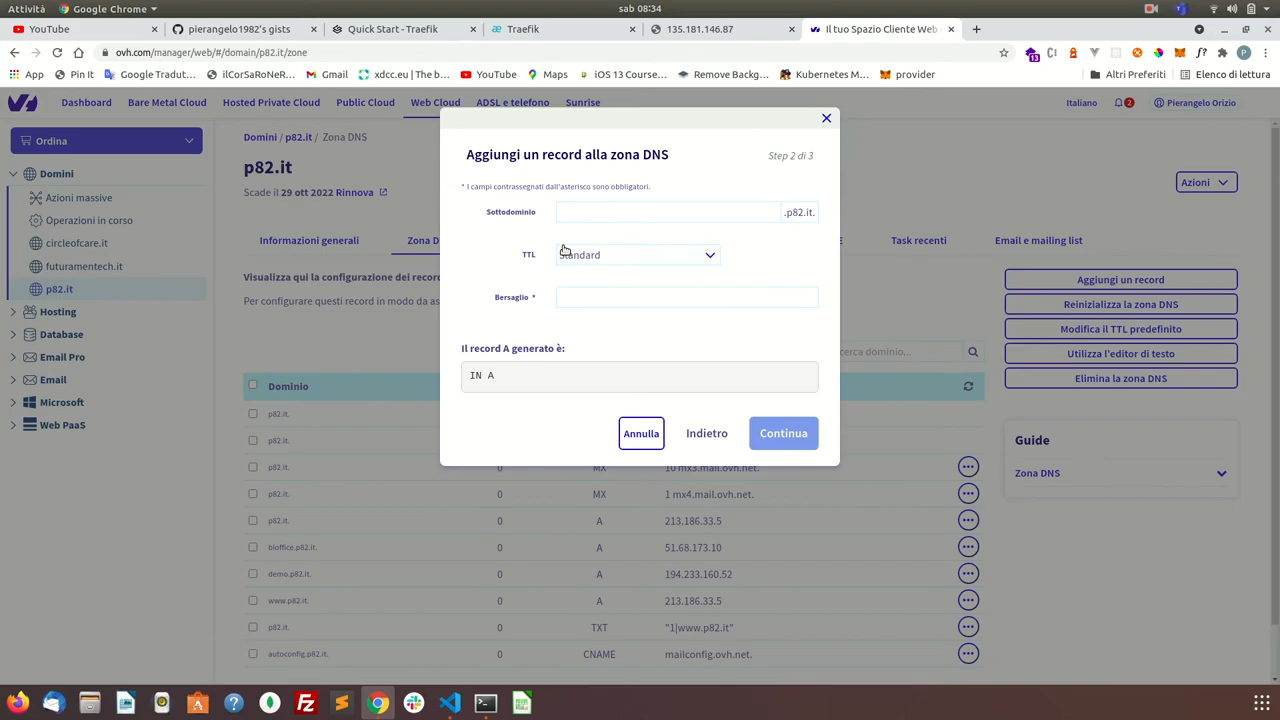 Attività
Google Chrome
sab 08:34
YouTube
pierangelo1982's gists
Quick Start - Traefik
Traefik
135.181.146.87
Il tuo Spazio Cliente Web
ovh.com/manager/web/#/domain/p82.it/zone
13
P
App
Pin It
Google Tradut...
ilCorSaRoNeR...
Gmail
xdcc.eu | The b...
YouTube
Maps
iOS 13 Course...
Remove Backg...
Kubernetes M...
provider
Altri Preferiti
Elenco di lettura
Dashboard
Bare Metal Cloud
Hosted Private Cloud
Public Cloud
Web Cloud
ADSL e telefono
Sunrise
Italiano
2
Pierangelo Orizio
Ordina
Domini
Azioni massive
Operazioni in corso
circleofcare.it
futuramentech.it
p82.it
Hosting
Database
Email Pro
Email
Microsoft
Web PaaS
Domini / p82.it / Zona DNS
p82.it
Scade il 29 ott 2022 Rinnova
Azioni
Informazioni generali
Zona D
E
Task recenti
Email e mailing list
Visualizza qui la configurazione dei recor
Per configurare questi record in modo da as
Aggiungi un record
Reinizializza la zona DNS
Modifica il TTL predefinito
Utilizza l'editor di testo
Elimina la zona DNS
cerca dominio...
Guide
Zona DNS
Aggiungi un record alla zona DNS
Step 2 di 3
* I campi contrassegnati dall'asterisco sono obbligatori.
Sottodominio
.p82.it.
TTL
Standard
Bersaglio *
Il record A generato è:
IN A
Annulla
Indietro
Continua
Dominio
p82.it.
p82.it.
p82.it. 0 MX 10 mx3.mail.ovh.net.
p82.it. 0 MX 1 mx4.mail.ovh.net.
p82.it. 0 A 213.186.33.5
bioffice.p82.it. 0 A 51.68.173.10
demo.p82.it. 0 A 194.233.160.52
www.p82.it. 0 A 213.186.33.5
p82.it. 0 TXT "1|www.p82.it"
autoconfig.p82.it. 0 CNAME mailconfig.ovh.net.